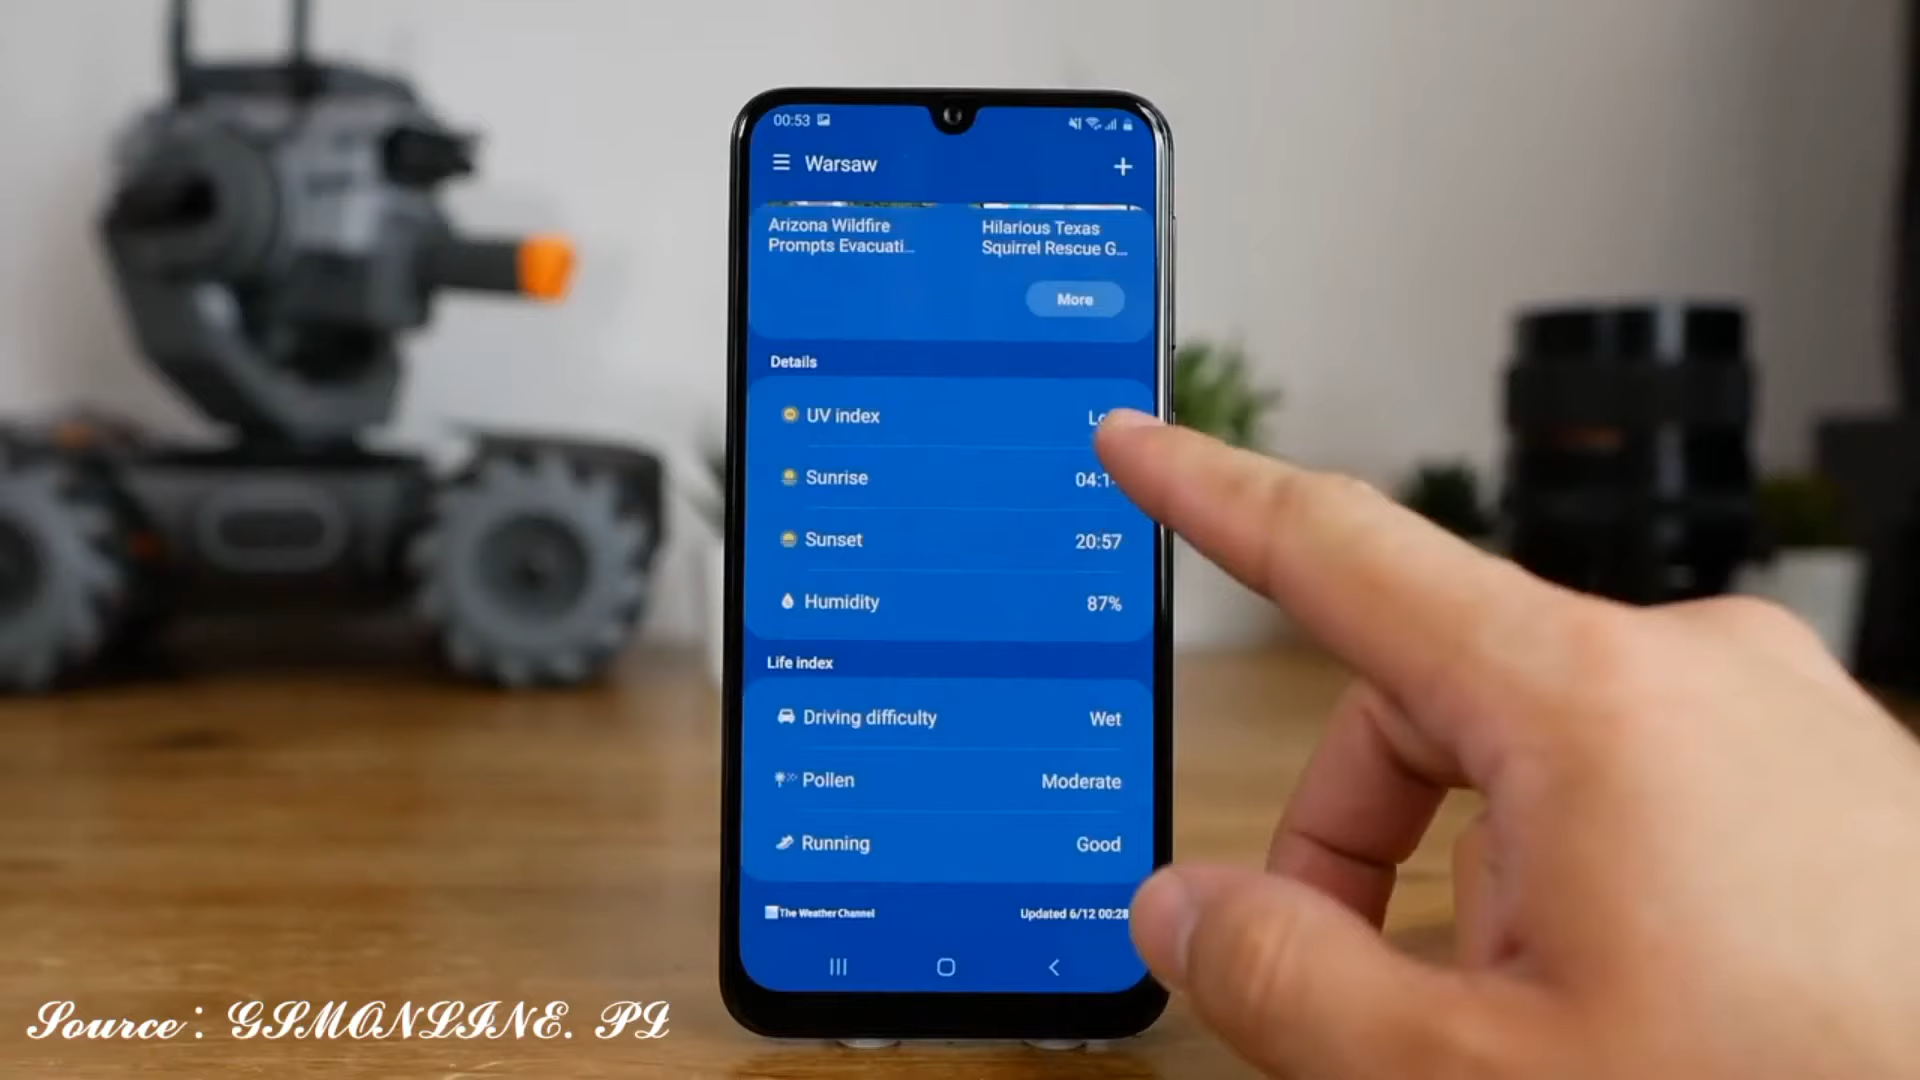 00:53
Warsaw
Arizona Wildfire
Prompts Evacuati...
Hilarious Texas
Squirrel Rescue G...
More
Details
UV index
Sunrise
Sunset 20:57
Humidity 87%
Life index
Driving difficulty Wet
Pollen Moderate
Running Good
The Weather Channel Updated 6/12 00:28
Source: GSMONLINE. PL